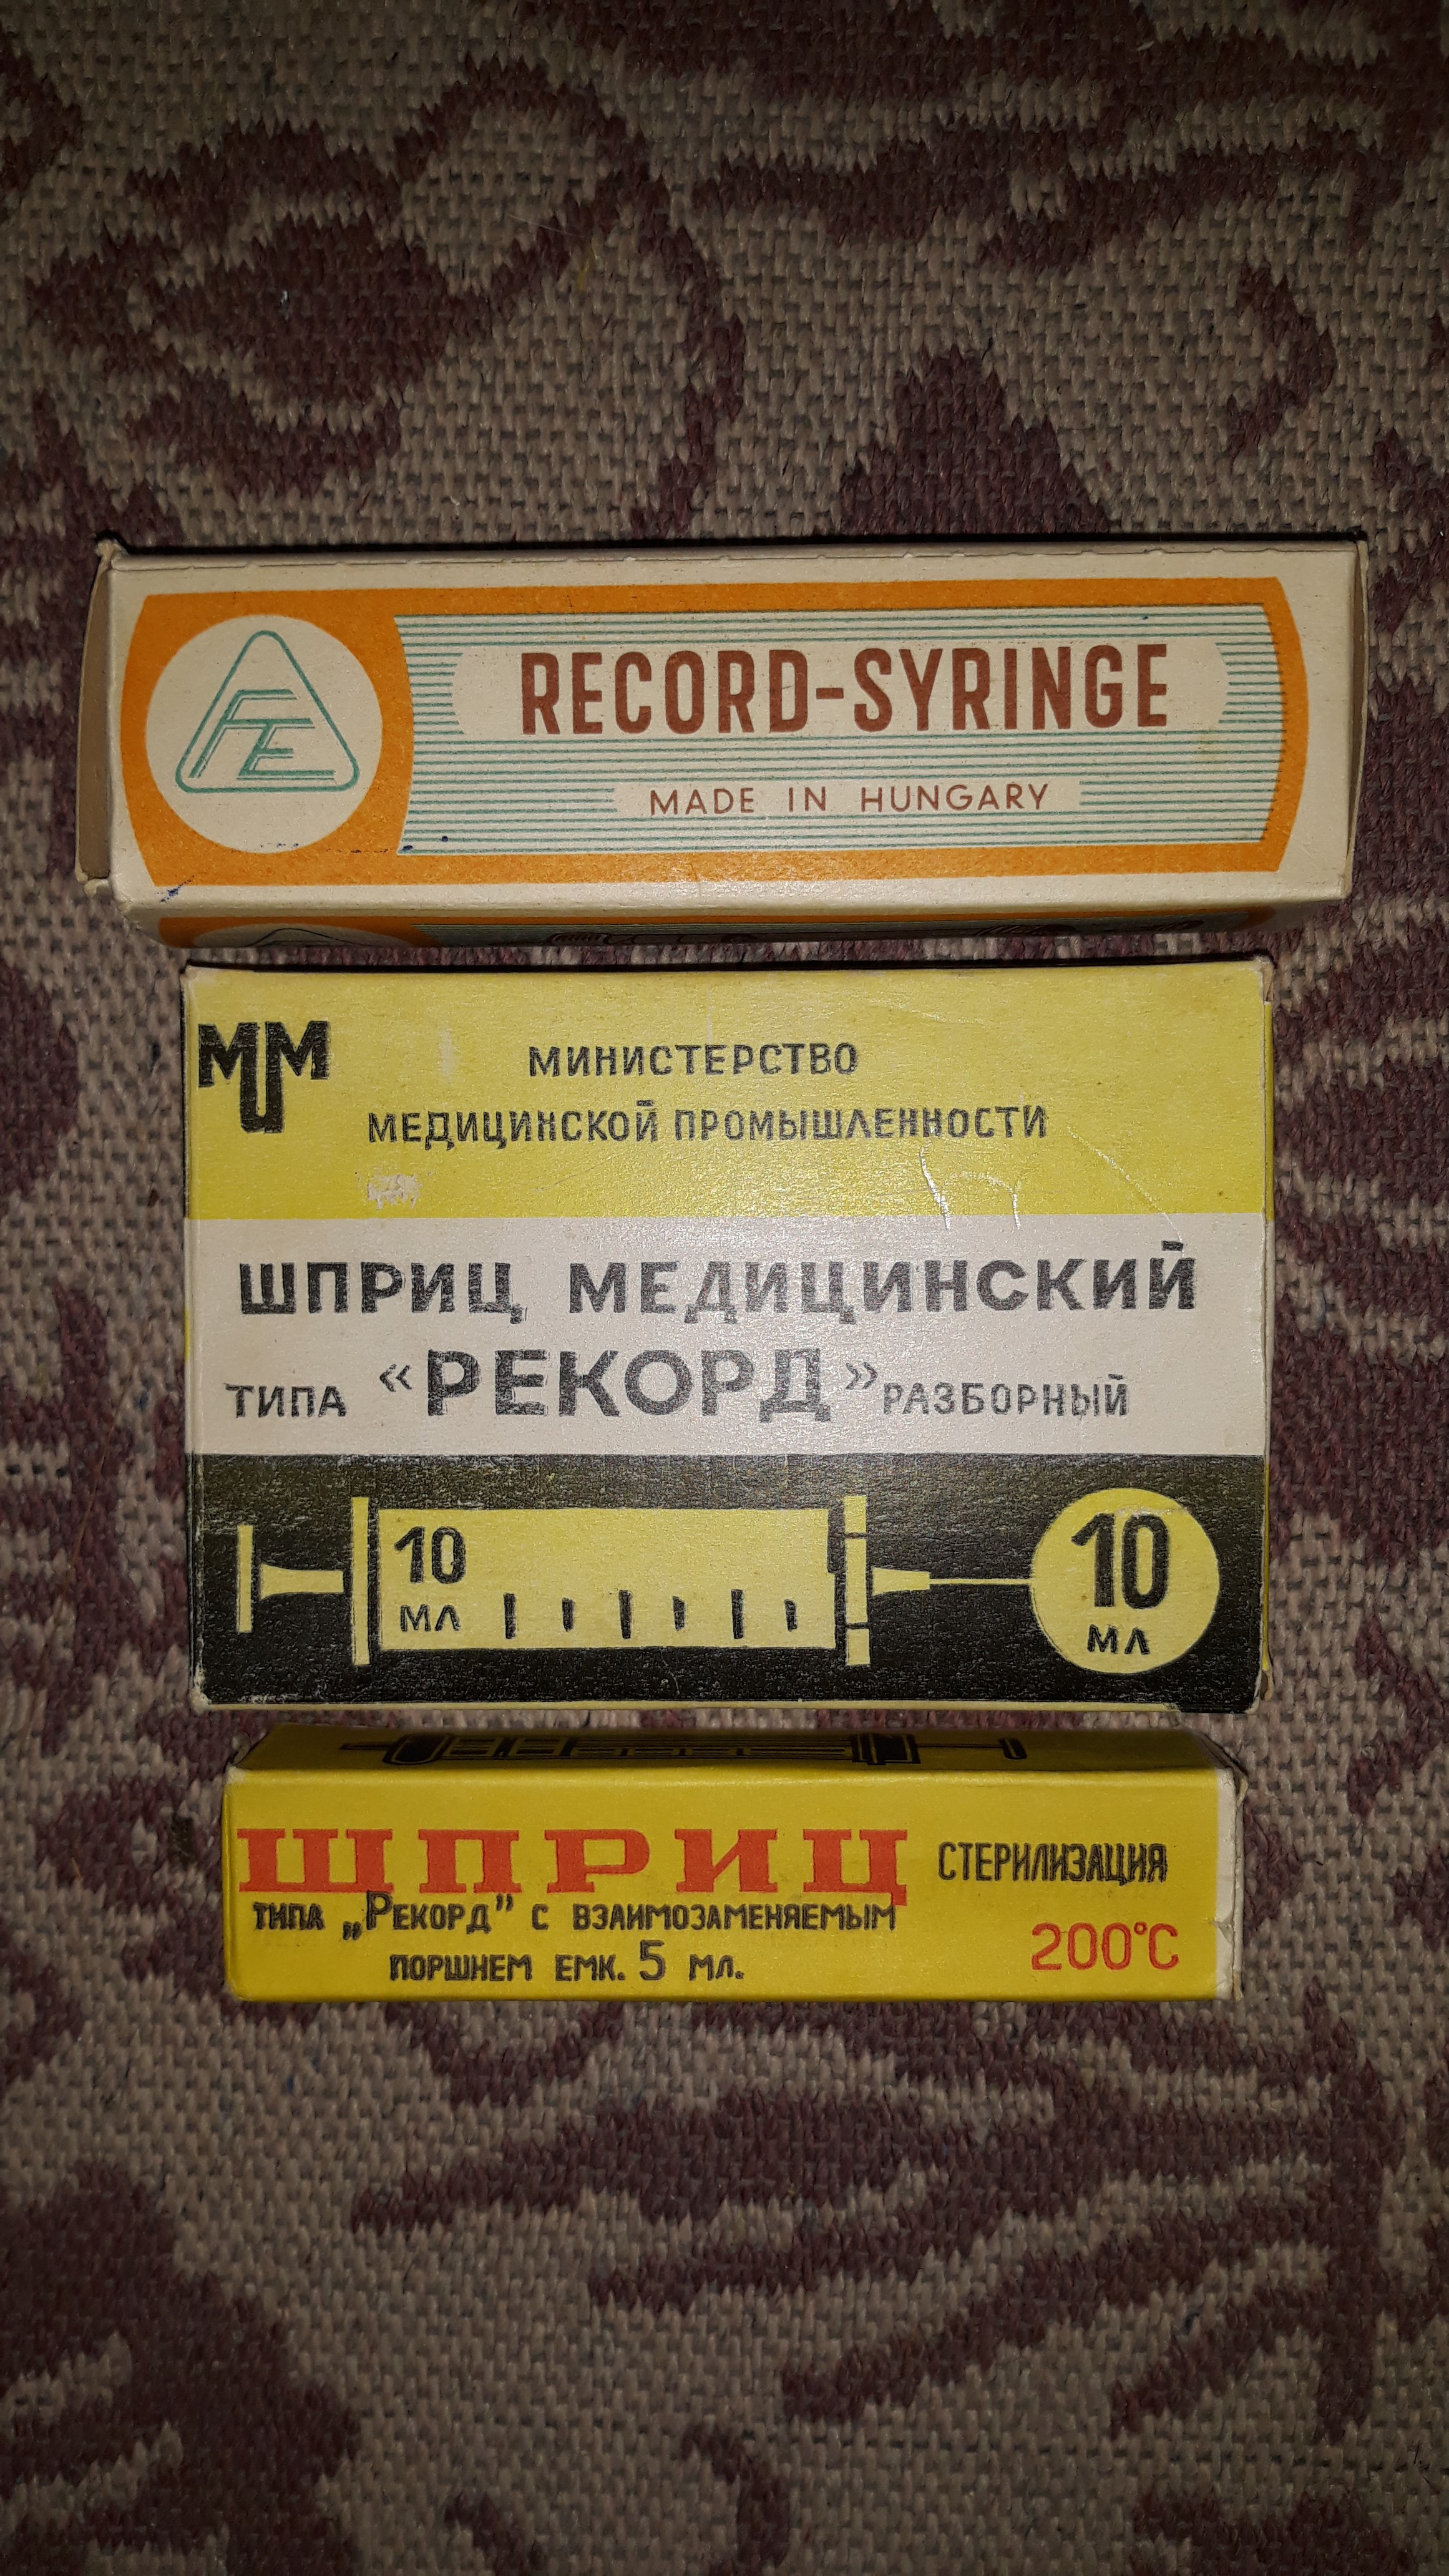 FE
RECORD-SYRINGE
MADE IN HUNGARY
ММП
МИНИСТЕРСТВО
МЕДИЦИНСКОЙ ПРОМЫШЛЕННОСТИ
ШПРИЦ МЕДИЦИНСКИЙ
ТИПА «РЕКОРД» РАЗБОРНЫЙ
10
МЛ
10
МЛ
ШПРИЦ СТЕРИЛИЗАЦИЯ
ТИПА „РЕКОРД” С ВЗАИМОЗАМЕНЯЕМЫМ
ПОРШНЕМ ЕМК. 5 МЛ.
200°С